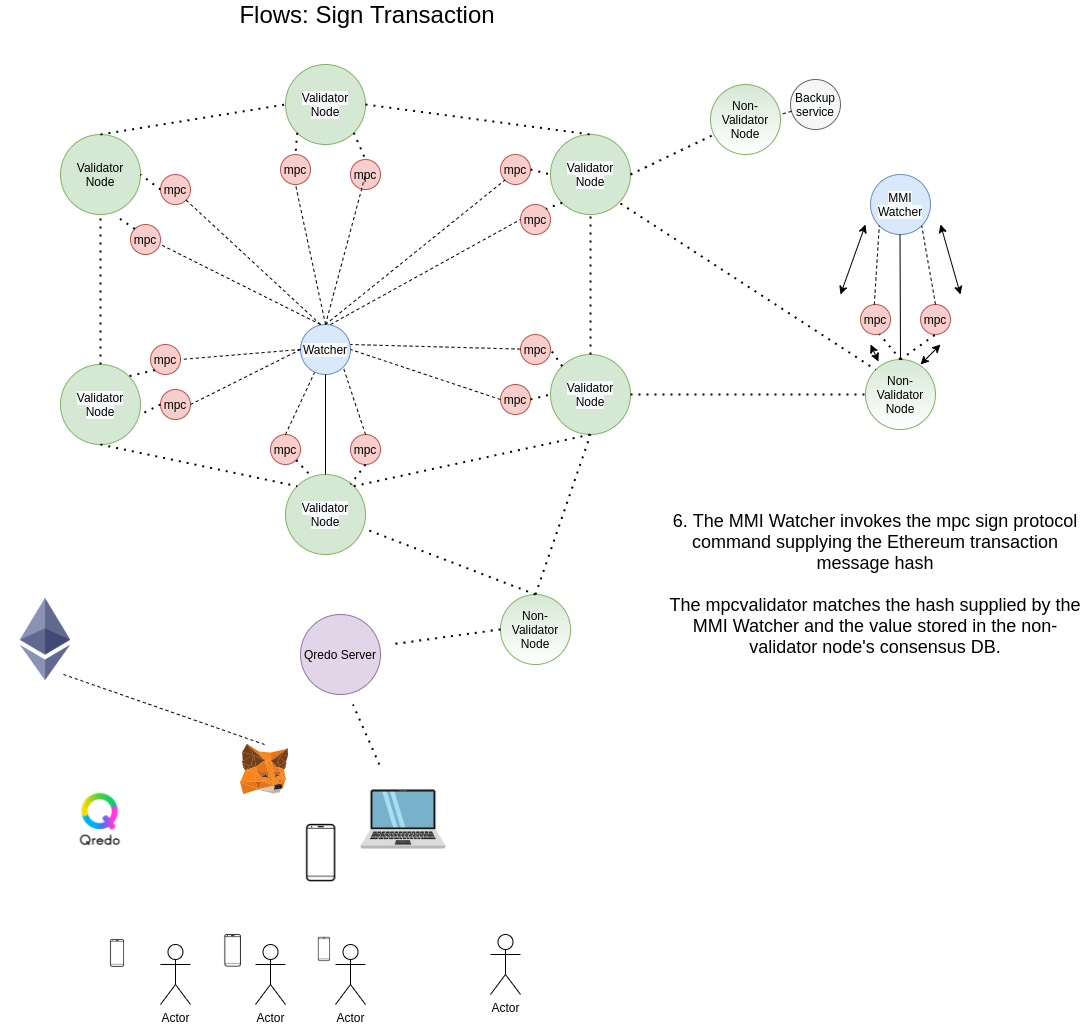 Flows: Sign Transaction
Validator
Node
Non-
Validator
Node
Backup
service
Validator
Node
mpc
mpc
mpc
mpc
Validator
Node
mpc
mpc
Validator
Node
MMI
Watcher
mpc
mpc
Watcher
mpc
mpc
mpc
mpc
Validator
Node
mpc
mpc
Validator
Node
Non-
Validator
Node
mpc
mpc
Validator
Node
6. The MMI Watcher invokes the mpc sign protocol
command supplying the Ethereum transaction
message hash
The mpcvalidator matches the hash supplied by the
MMI Watcher and the value stored in the non-
validator node's consensus DB.
Qredo Server
Non-
Validator
Node
Qredo
Actor
Actor
Actor
Actor